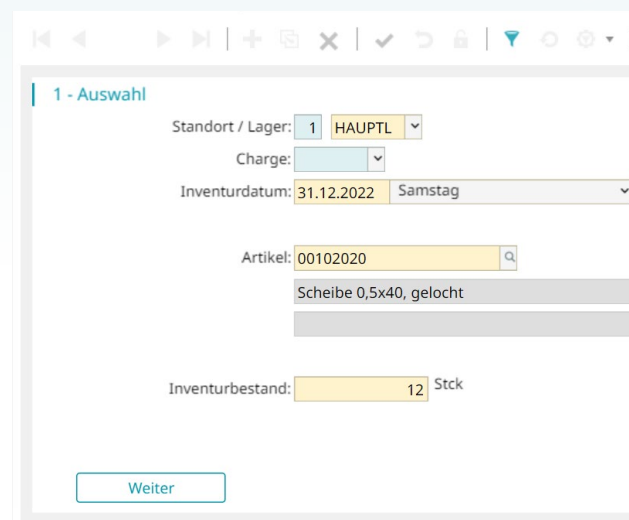 1 - Auswahl
Standort / Lager: 1 HAUPTL
Charge:
Inventurdatum: 31.12.2022 Samstag
Artikel: 00102020
Scheibe 0,5x40, gelocht
Inventurbestand: 12 Stck
Weiter